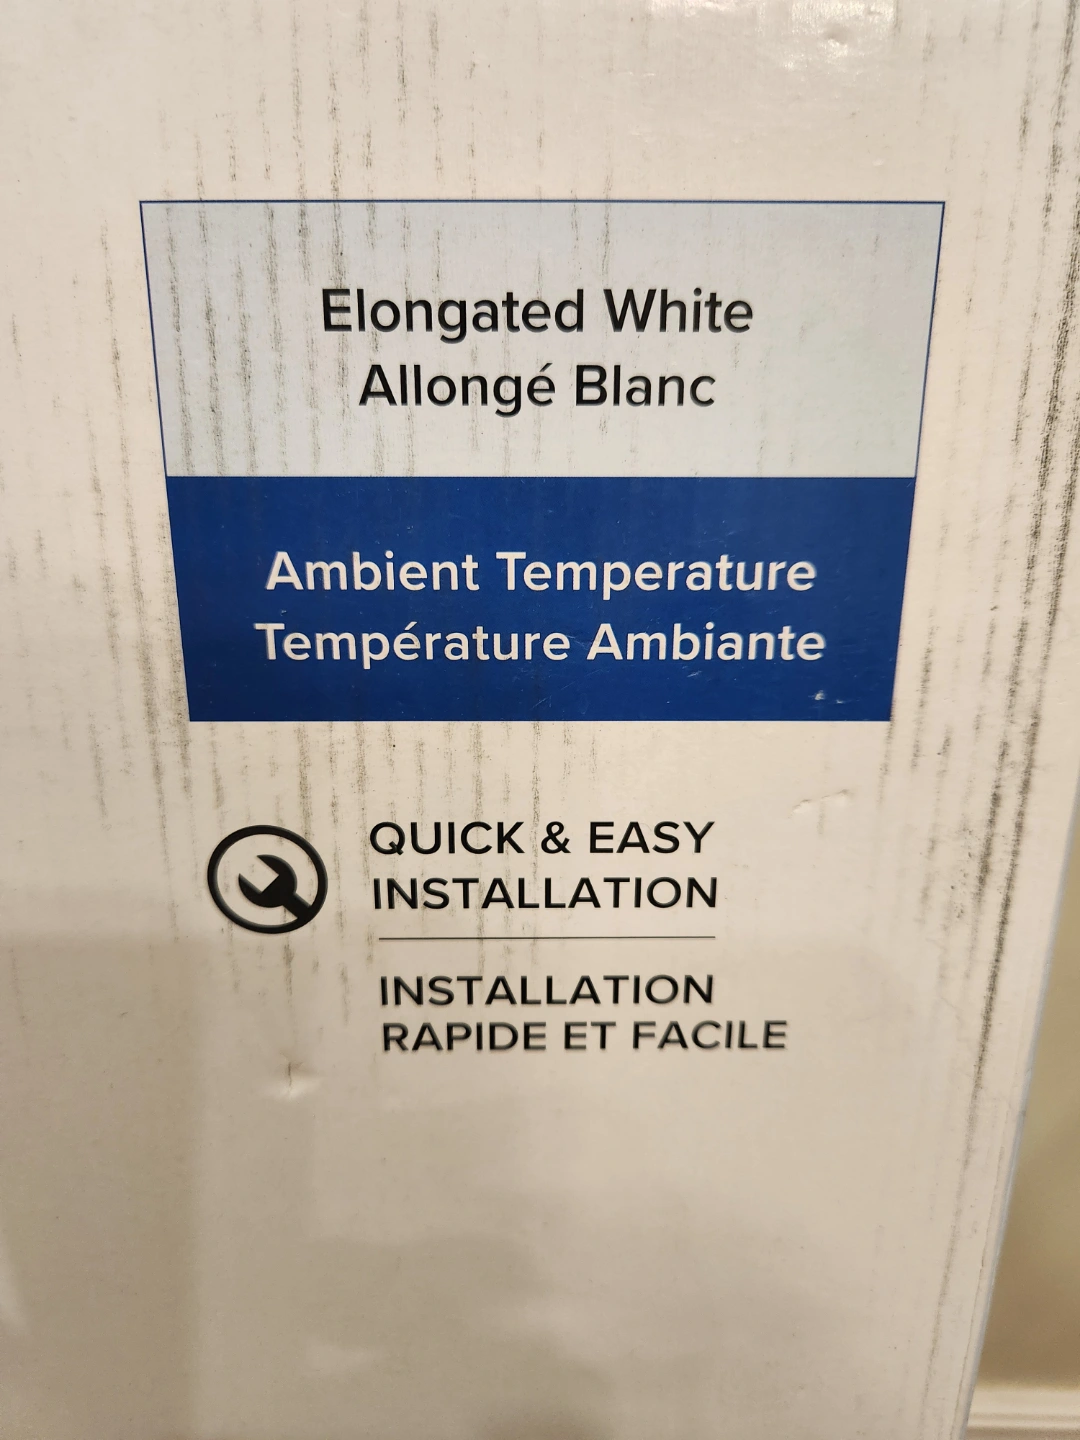 Elongated White
Allongé Blanc
Ambient Temperature
Température Ambiante
QUICK & EASY
INSTALLATION
INSTALLATION
RAPIDE ET FACILE